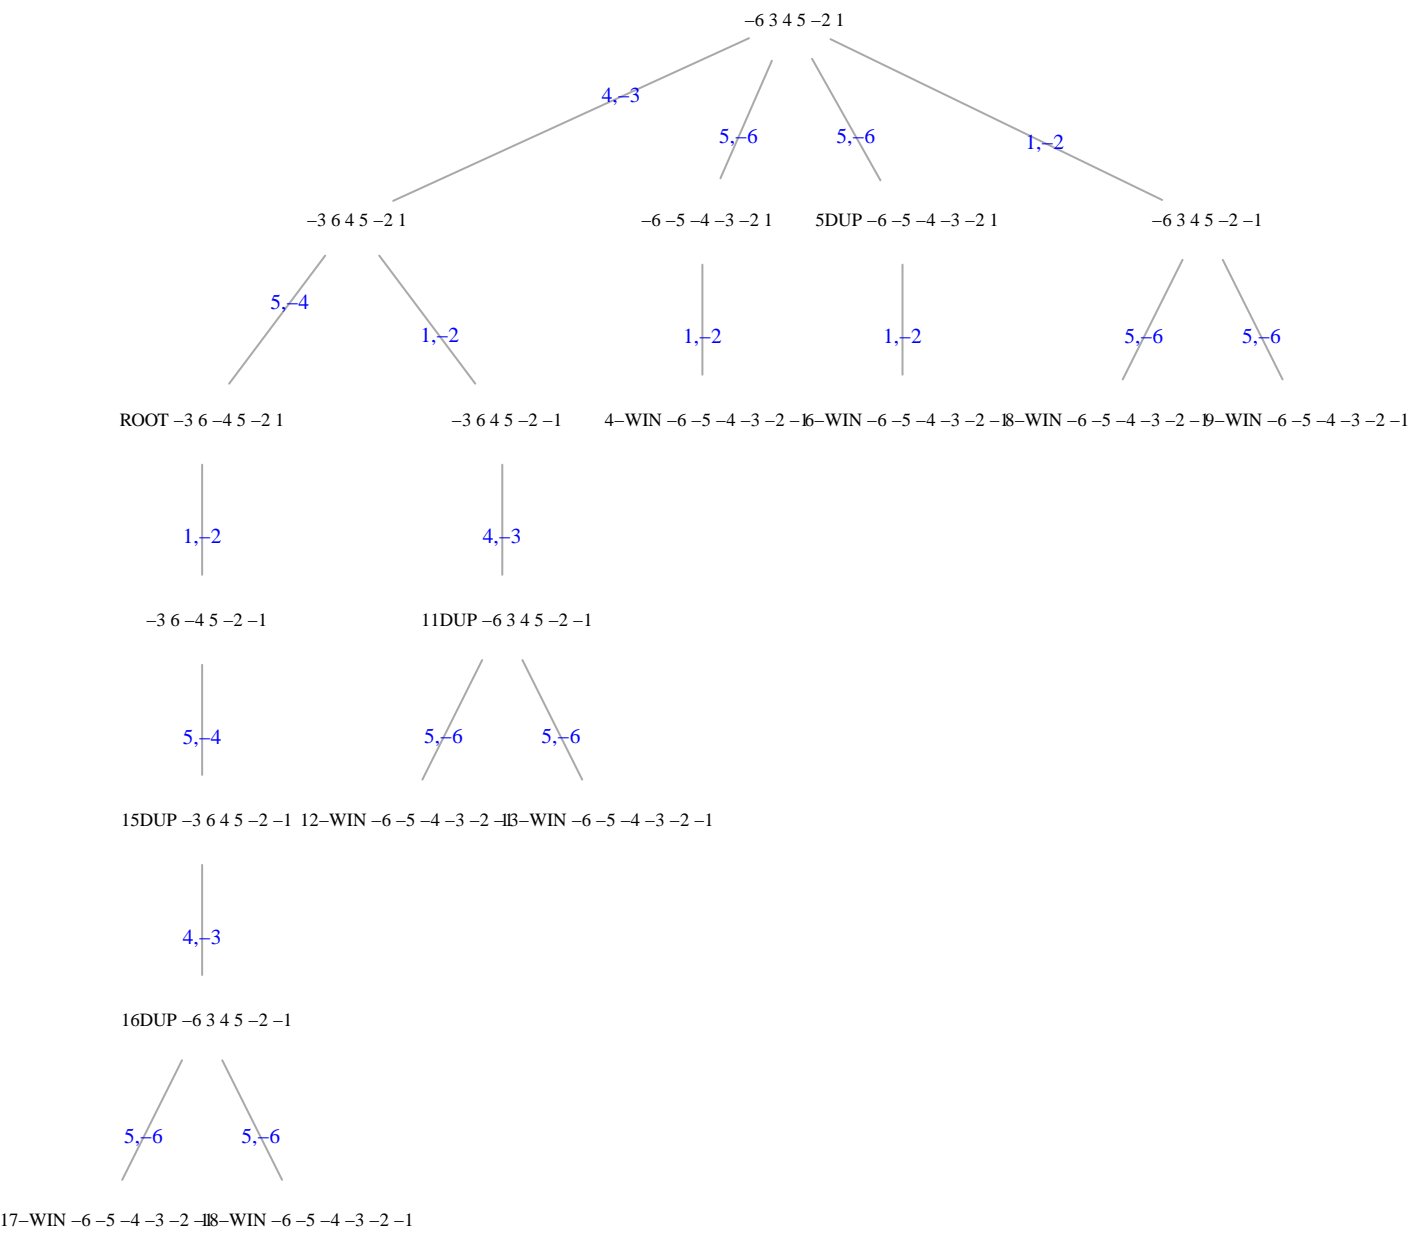 –6 3 4 5 –2 1
4,–3
5,–6
5,–6
1,–2
–3 6 4 5 –2 1
–6 –5 –4 –3 –2 1
5DUP –6 –5 –4 –3 –2 1
–6 3 4 5 –2 –1
5,–4
1,–2
1,–2
1,–2
5,–6
5,–6
ROOT –3 6 –4 5 –2 1
–3 6 4 5 –2 –1
4–WIN –6 –5 –4 –3 –2 –1
6–WIN –6 –5 –4 –3 –2 –1
8–WIN –6 –5 –4 –3 –2 –1
9–WIN –6 –5 –4 –3 –2 –1
1,–2
4,–3
–3 6 –4 5 –2 –1
11DUP –6 3 4 5 –2 –1
5,–4
5,–6
5,–6
15DUP –3 6 4 5 –2 –1
12–WIN –6 –5 –4 –3 –2 –1
13–WIN –6 –5 –4 –3 –2 –1
4,–3
16DUP –6 3 4 5 –2 –1
5,–6
5,–6
17–WIN –6 –5 –4 –3 –2 –1
18–WIN –6 –5 –4 –3 –2 –1